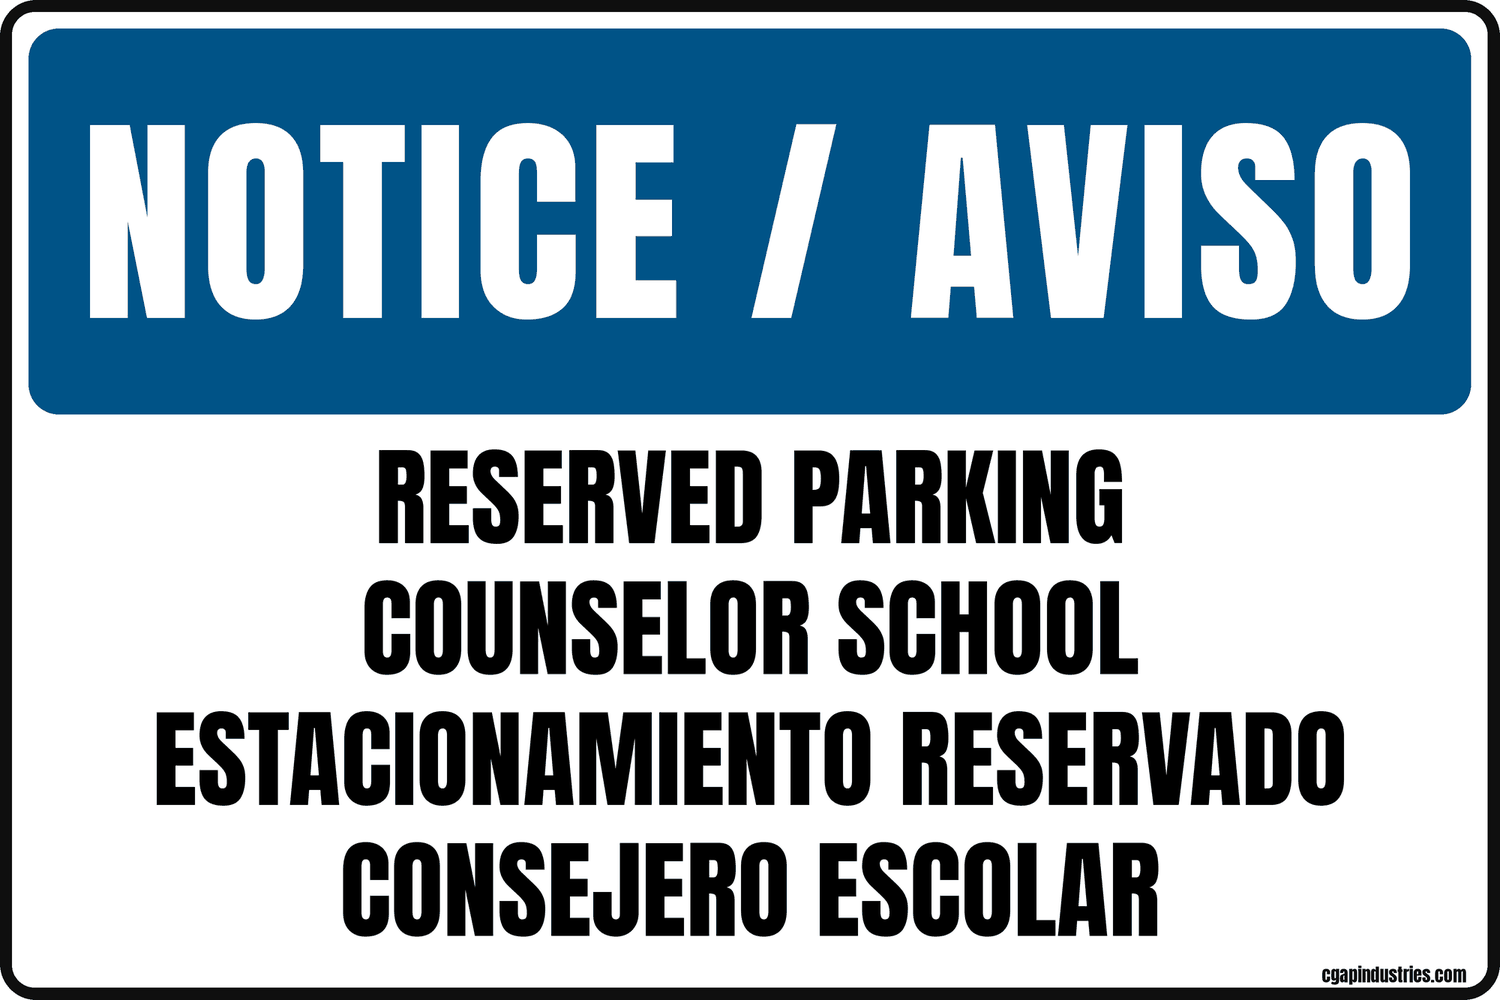 NOTICE / AVISO
RESERVED PARKING
COUNSELOR SCHOOL
ESTACIONAMIENTO RESERVADO
CONSEJERO ESCOLAR
cgapindustries.com